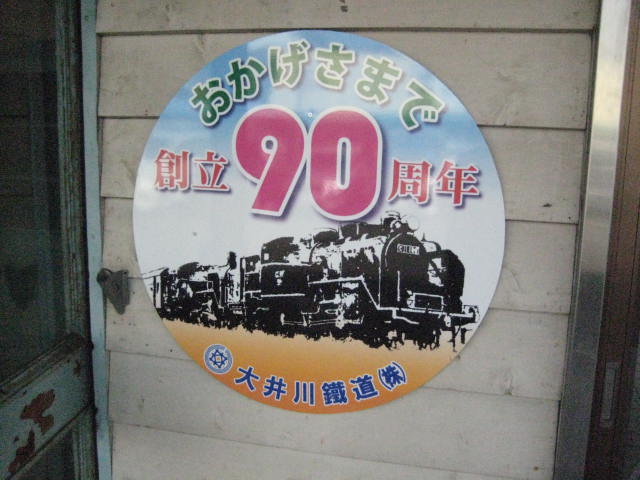 おかげさまで
創立90周年
大井川鐵道㈱